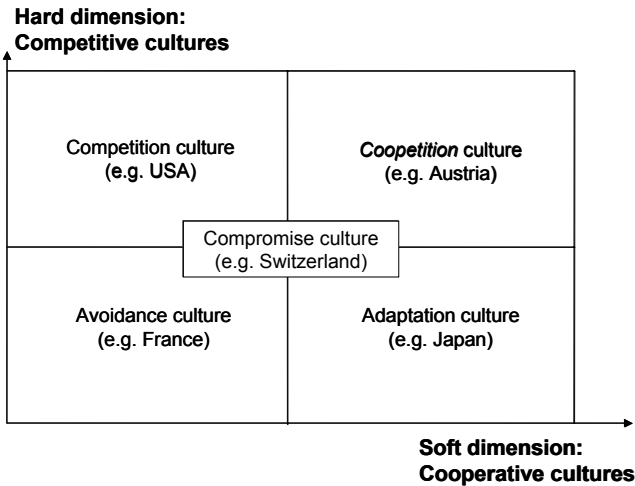 Hard dimension:
Competitive cultures
Competition culture
(e.g. USA)
Coopetition culture
(e.g. Austria)
Compromise culture
(e.g. Switzerland)
Avoidance culture
(e.g. France)
Adaptation culture
(e.g. Japan)
Soft dimension:
Cooperative cultures